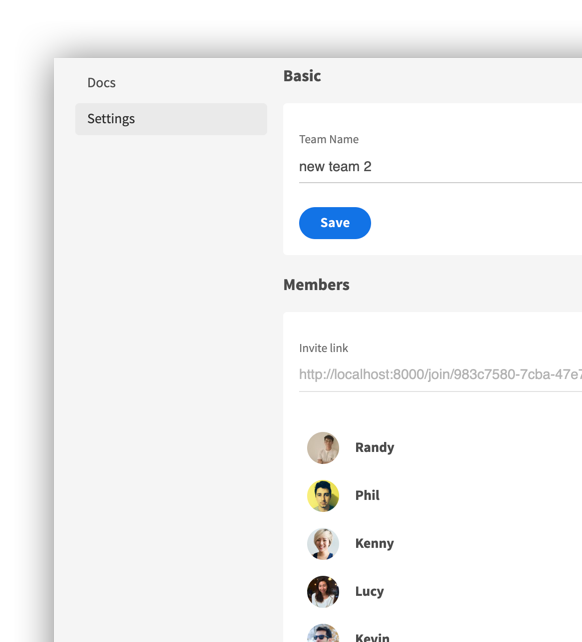 Docs
Settings
Basic
Team Name
new team 2
Save
Members
Invite link
http://localhost:8000/join/983c7580-7cba-47e7
Randy
Phil
Kenny
Lucy
Kevin